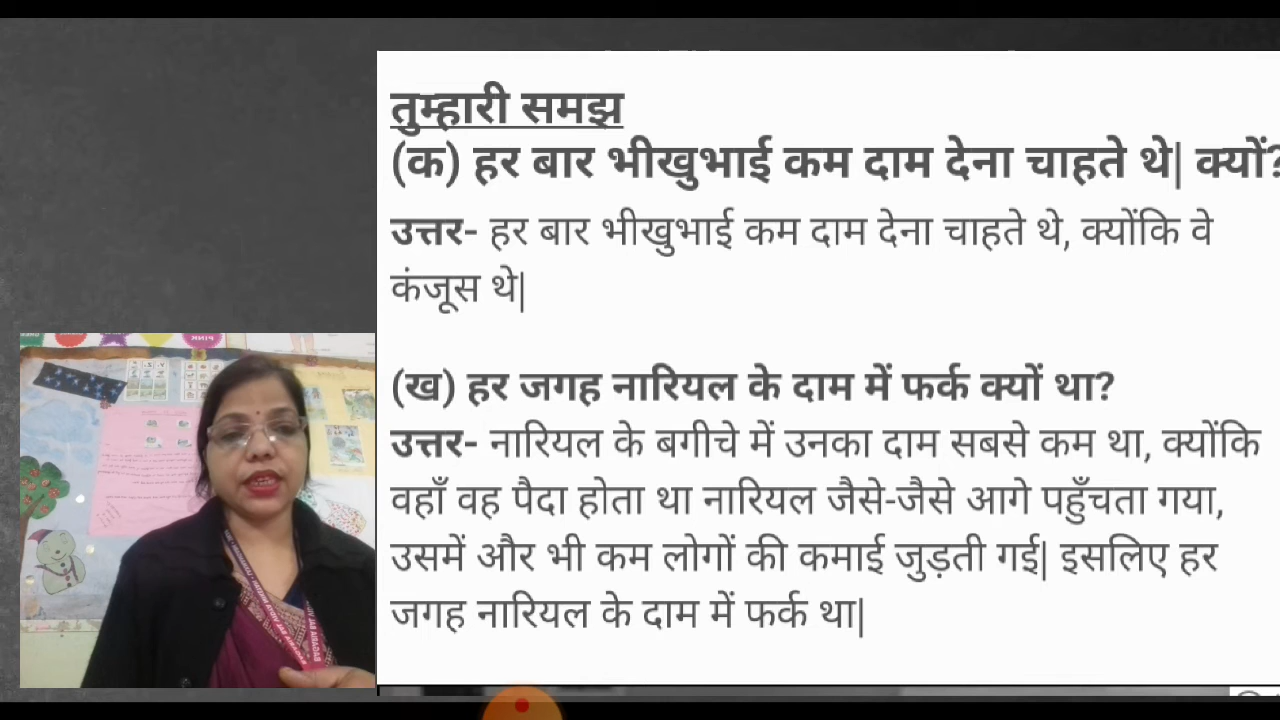 तुम्हारी समझ
(क) हर बार भीखुभाई कम दाम देना चाहते थे| क्यों?
उत्तर- हर बार भीखुभाई कम दाम देना चाहते थे, क्योंकि वे
कंजूस थे|
(ख) हर जगह नारियल के दाम में फर्क क्यों था?
उत्तर- नारियल के बगीचे में उनका दाम सबसे कम था, क्योंकि
वहाँ वह पैदा होता था नारियल जैसे-जैसे आगे पहुँचता गया,
उसमें और भी कम लोगों की कमाई जुड़ती गई| इसलिए हर
जगह नारियल के दाम में फर्क था|